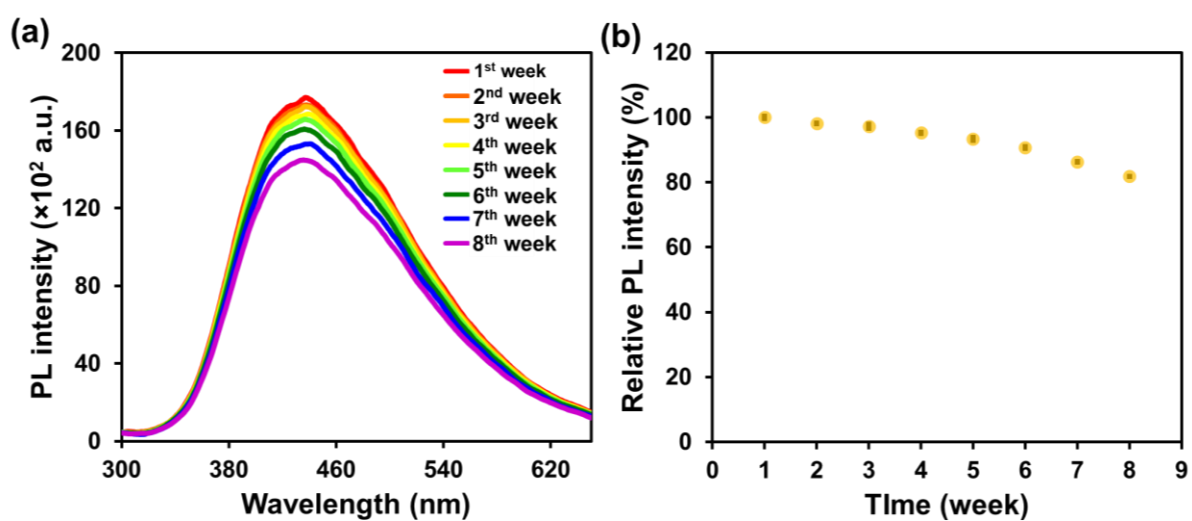 (a)
PL intensity (×10² a.u.)
200
160
120
80
40
0
300
380
460
540
620
Wavelength (nm)
1ˢᵗ week
2ⁿᵈ week
3ʳᵈ week
4ᵗʰ week
5ᵗʰ week
6ᵗʰ week
7ᵗʰ week
8ᵗʰ week
(b)
Relative PL intensity (%)
120
100
80
60
40
20
0
0
1
2
3
4
5
6
7
8
9
TIme (week)